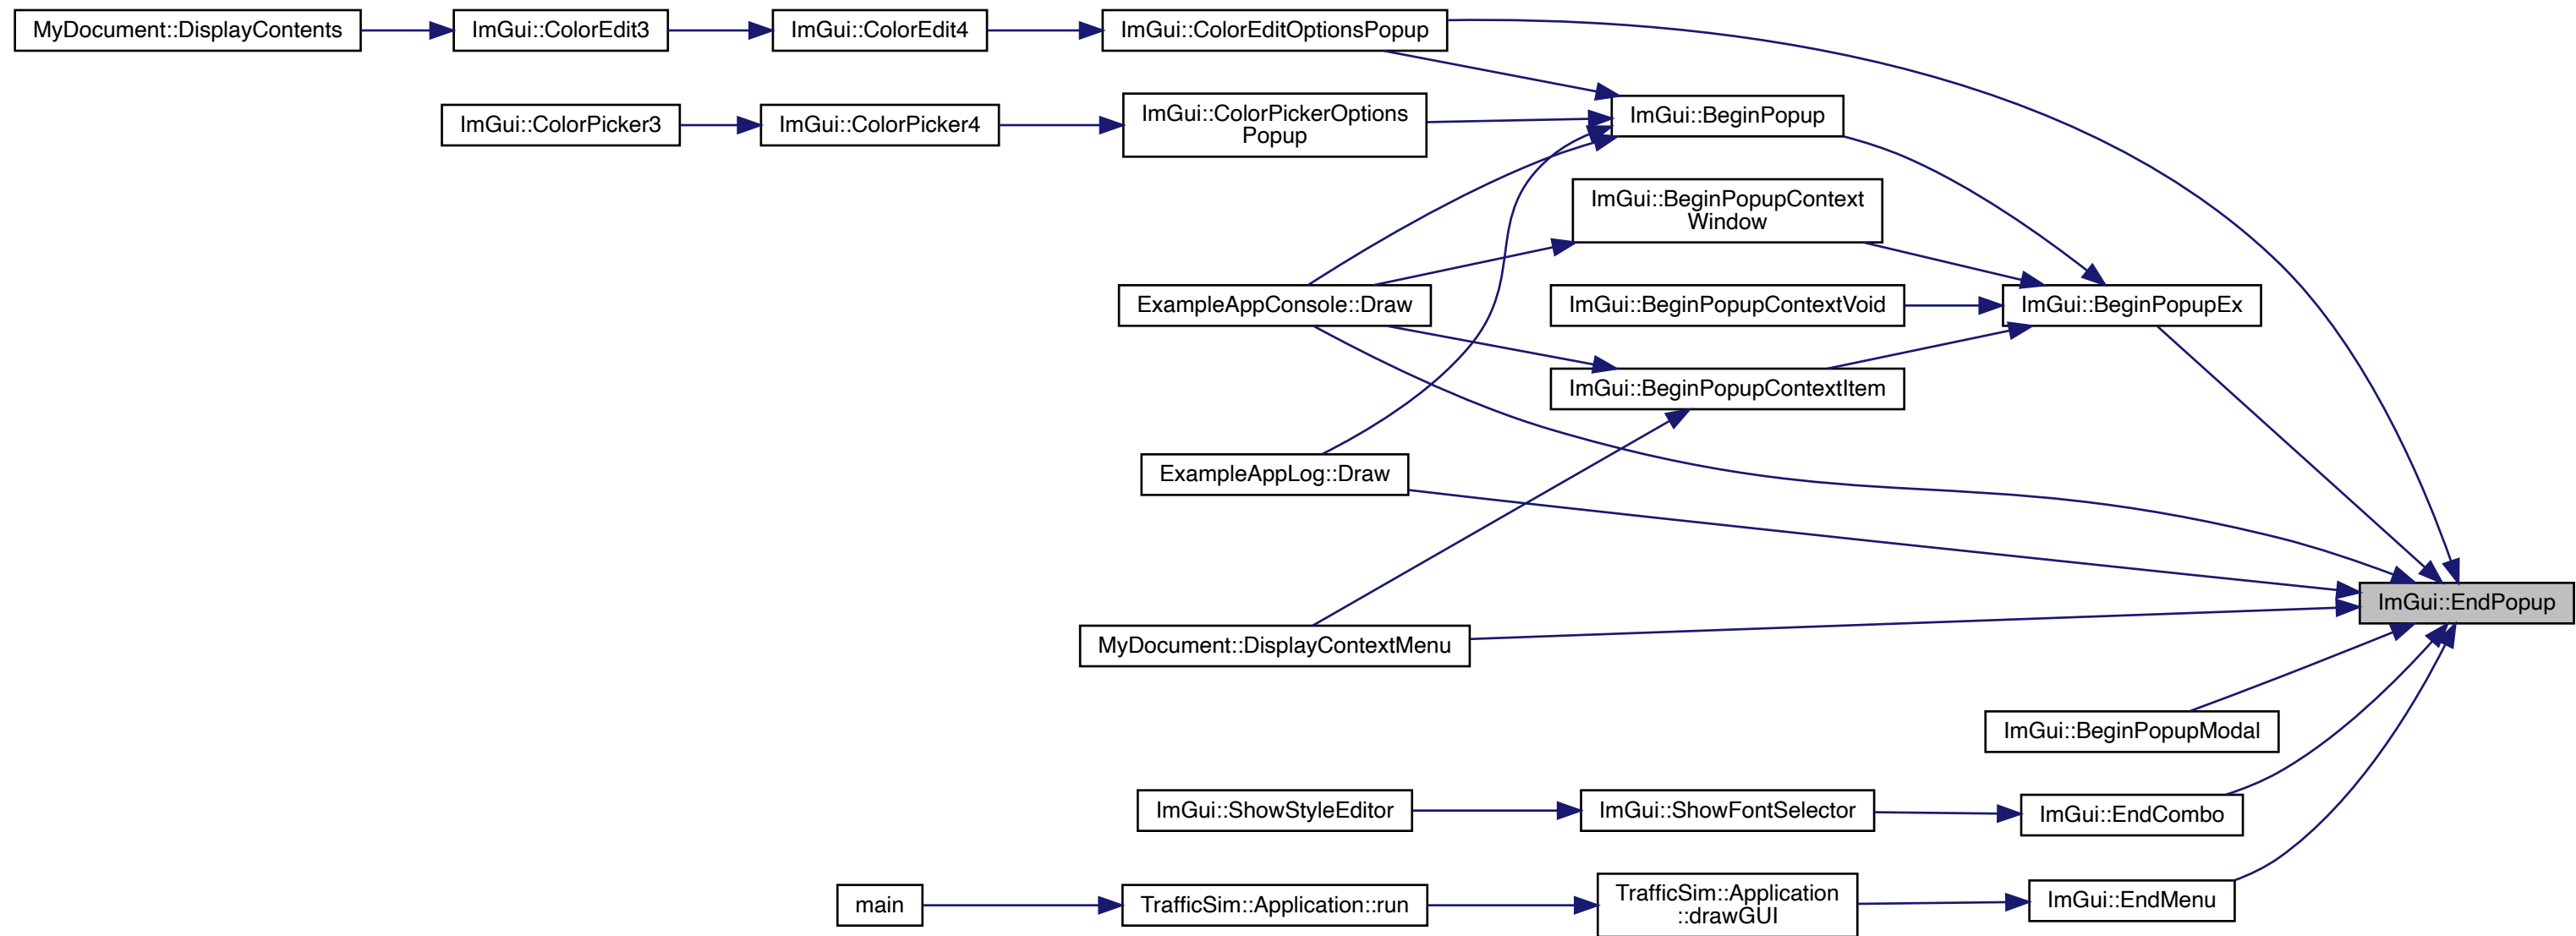 MyDocument::DisplayContents
ImGui::ColorEdit3
ImGui::ColorEdit4
ImGui::ColorEditOptionsPopup
ImGui::BeginPopup
ImGui::ColorPicker3
ImGui::ColorPicker4
ImGui::ColorPickerOptions
Popup
ImGui::BeginPopupContext
Window
ExampleAppConsole::Draw
ImGui::BeginPopupContextVoid
ImGui::BeginPopupEx
ImGui::BeginPopupContextItem
ExampleAppLog::Draw
ImGui::EndPopup
MyDocument::DisplayContextMenu
ImGui::BeginPopupModal
ImGui::ShowStyleEditor
ImGui::ShowFontSelector
ImGui::EndCombo
main
TrafficSim::Application::run
TrafficSim::Application
::drawGUI
ImGui::EndMenu